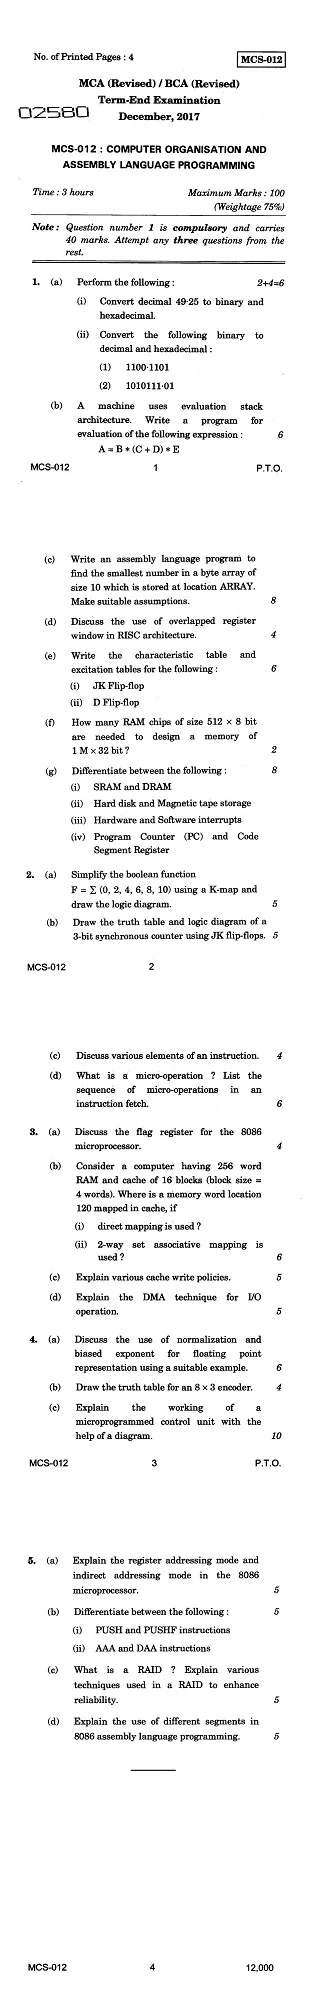 No. of Printed Pages : 4
MCS-012
MCA (Revised) / BCA (Revised)
Term-End Examination
02580
December, 2017
MCS-012 : COMPUTER ORGANISATION AND
ASSEMBLY LANGUAGE PROGRAMMING
Time : 3 hours
Maximum Marks : 100
(Weightage 75%)
Note : Question number 1 is compulsory and carries
40 marks. Attempt any three questions from the
rest.
1. (a) Perform the following : 2+4=6
(i) Convert decimal 49·25 to binary and
hexadecimal.
(ii) Convert the following binary to
decimal and hexadecimal :
(1) 1100·1101
(2) 1010111·01
(b) A machine uses evaluation stack
architecture. Write a program for
evaluation of the following expression : 6
A = B * (C + D) * E
MCS-012 1 P.T.O.
(c) Write an assembly language program to
find the smallest number in a byte array of
size 10 which is stored at location ARRAY.
Make suitable assumptions. 8
(d) Discuss the use of overlapped register
window in RISC architecture. 4
(e) Write the characteristic table and
excitation tables for the following : 6
(i) JK Flip-flop
(ii) D Flip-flop
(f) How many RAM chips of size 512 × 8 bit
are needed to design a memory of
1 M × 32 bit ? 2
(g) Differentiate between the following : 8
(i) SRAM and DRAM
(ii) Hard disk and Magnetic tape storage
(iii) Hardware and Software interrupts
(iv) Program Counter (PC) and Code
Segment Register
2. (a) Simplify the boolean function
F = Σ (0, 2, 4, 6, 8, 10) using a K-map and
draw the logic diagram. 5
(b) Draw the truth table and logic diagram of a
3-bit synchronous counter using JK flip-flops. 5
MCS-012 2
(c) Discuss various elements of an instruction. 4
(d) What is a micro-operation ? List the
sequence of micro-operations in an
instruction fetch. 6
3. (a) Discuss the flag register for the 8086
microprocessor. 4
(b) Consider a computer having 256 word
RAM and cache of 16 blocks (block size =
4 words). Where is a memory word location
120 mapped in cache, if
(i) direct mapping is used ?
(ii) 2-way set associative mapping is
used ? 6
(c) Explain various cache write policies. 5
(d) Explain the DMA technique for I/O
operation. 5
4. (a) Discuss the use of normalization and
biased exponent for floating point
representation using a suitable example. 6
(b) Draw the truth table for an 8 × 3 encoder. 4
(c) Explain the working of a
microprogrammed control unit with the
help of a diagram. 10
MCS-012 3 P.T.O.
5. (a) Explain the register addressing mode and
indirect addressing mode in the 8086
microprocessor. 5
(b) Differentiate between the following : 5
(i) PUSH and PUSHF instructions
(ii) AAA and DAA instructions
(c) What is a RAID ? Explain various
techniques used in a RAID to enhance
reliability. 5
(d) Explain the use of different segments in
8086 assembly language programming. 5
MCS-012 4 12,000